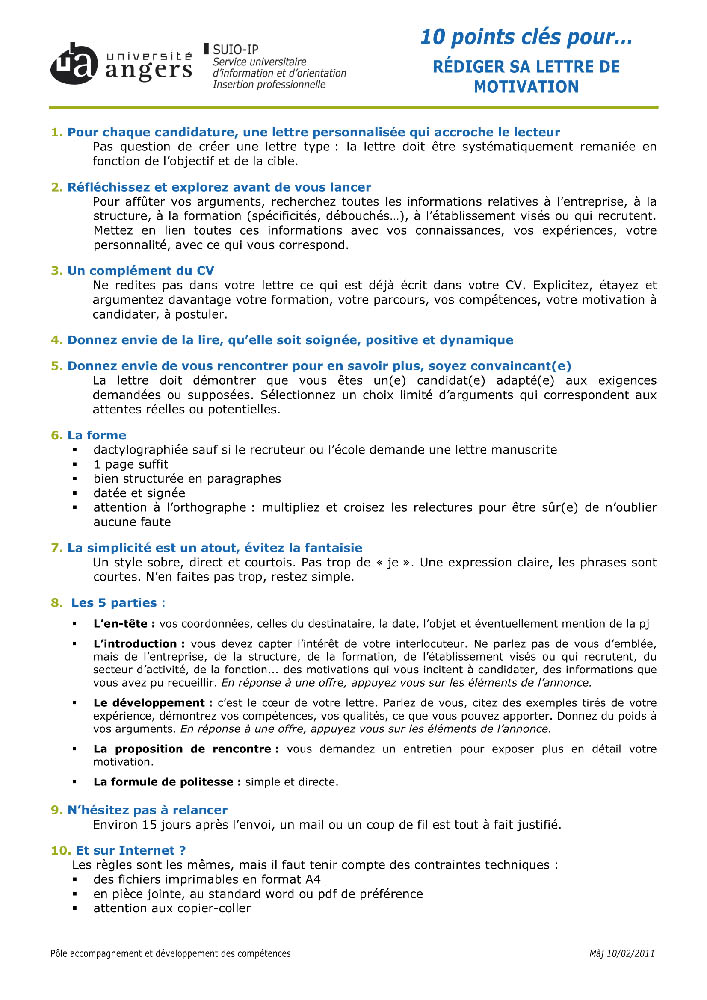 université
angers
SUIO-IP
Service universitaire
d'information et d'orientation
Insertion professionnelle
10 points clés pour...
RÉDIGER SA LETTRE DE
MOTIVATION
1. Pour chaque candidature, une lettre personnalisée qui accroche le lecteur
Pas question de créer une lettre type : la lettre doit être systématiquement remaniée en
fonction de l'objectif et de la cible.
2. Réfléchissez et explorez avant de vous lancer
Pour affûter vos arguments, recherchez toutes les informations relatives à l'entreprise, à la
structure, à la formation (spécificités, débouchés…), à l'établissement visés ou qui recrutent.
Mettez en lien toutes ces informations avec vos connaissances, vos expériences, votre
personnalité, avec ce qui vous correspond.
3. Un complément du CV
Ne redites pas dans votre lettre ce qui est déjà écrit dans votre CV. Explicitez, étayez et
argumentez davantage votre formation, votre parcours, vos compétences, votre motivation à
candidater, à postuler.
4. Donnez envie de la lire, qu'elle soit soignée, positive et dynamique
5. Donnez envie de vous rencontrer pour en savoir plus, soyez convaincant(e)
La lettre doit démontrer que vous êtes un(e) candidat(e) adapté(e) aux exigences
demandées ou supposées. Sélectionnez un choix limité d'arguments qui correspondent aux
attentes réelles ou potentielles.
6. La forme
▪ dactylographiée sauf si le recruteur ou l'école demande une lettre manuscrite
▪ 1 page suffit
▪ bien structurée en paragraphes
▪ datée et signée
▪ attention à l'orthographe : multipliez et croisez les relectures pour être sûr(e) de n'oublier
aucune faute
7. La simplicité est un atout, évitez la fantaisie
Un style sobre, direct et courtois. Pas trop de « je ». Une expression claire, les phrases sont
courtes. N'en faites pas trop, restez simple.
8. Les 5 parties :
▪ L'en-tête : vos coordonnées, celles du destinataire, la date, l'objet et éventuellement mention de la pj
▪ L'introduction : vous devez capter l'intérêt de votre interlocuteur. Ne parlez pas de vous d'emblée,
mais de l'entreprise, de la structure, de la formation, de l'établissement visés ou qui recrutent, du
secteur d'activité, de la fonction... des motivations qui vous incitent à candidater, des informations que
vous avez pu recueillir. En réponse à une offre, appuyez vous sur les éléments de l'annonce.
▪ Le développement : c'est le cœur de votre lettre. Parlez de vous, citez des exemples tirés de votre
expérience, démontrez vos compétences, vos qualités, ce que vous pouvez apporter. Donnez du poids à
vos arguments. En réponse à une offre, appuyez vous sur les éléments de l'annonce.
▪ La proposition de rencontre : vous demandez un entretien pour exposer plus en détail votre
motivation.
▪ La formule de politesse : simple et directe.
9. N'hésitez pas à relancer
Environ 15 jours après l'envoi, un mail ou un coup de fil est tout à fait justifié.
10. Et sur Internet ?
Les règles sont les mêmes, mais il faut tenir compte des contraintes techniques :
▪ des fichiers imprimables en format A4
▪ en pièce jointe, au standard word ou pdf de préférence
▪ attention aux copier-coller
Pôle accompagnement et développement des compétences
Màj 10/02/2011